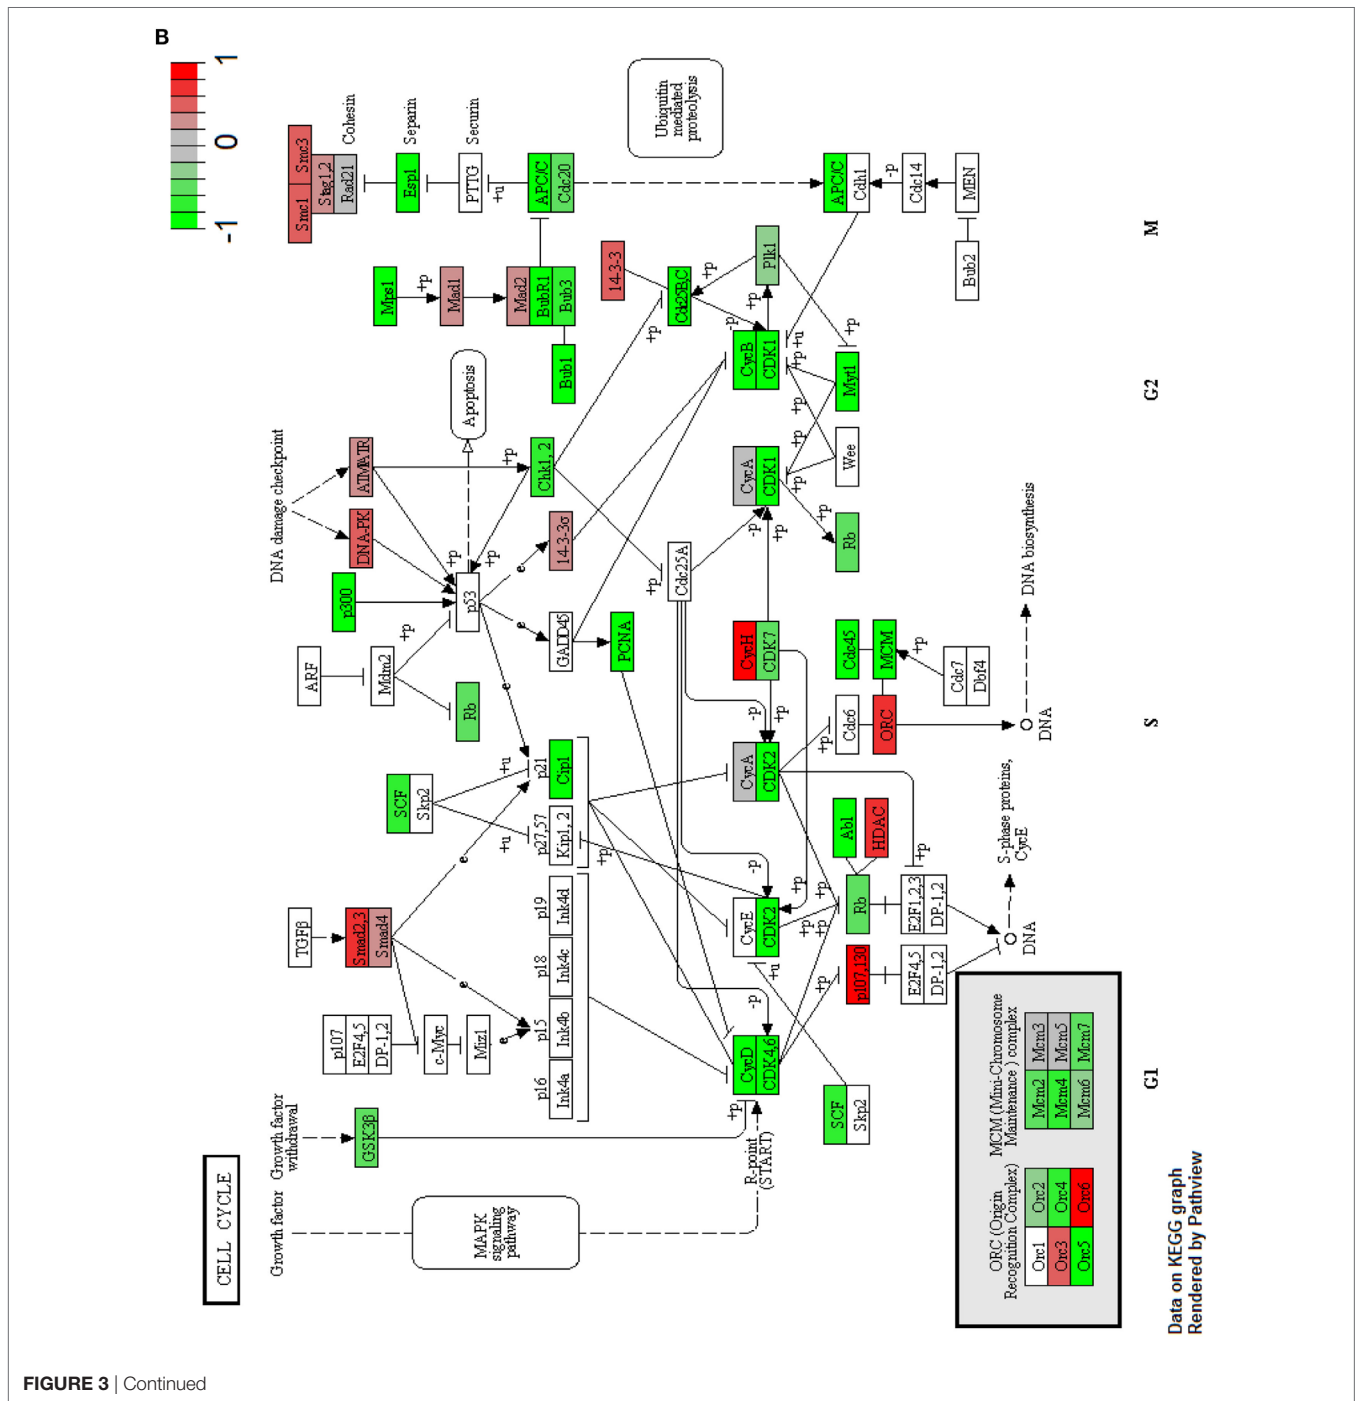 B
-1
0
1
CELL CYCLE
Growth factor
Growth factor
withdrawal
GSK3β
MAPK
signaling
pathway
R-point
(START)
+p
TGFβ
Smad2,3
Smad4
p107
E2F4,5
DP-1,2
c-Myc
Miz1
e
e
e
p16
Ink4a
p15
Ink4b
p18
Ink4c
p19
Ink4d
p27,57
Kip1, 2
p21
Cip1
SCF
Skp2
+u
+u
+p
ARF
Mdm2
Rb
+p
p300
DNA damage checkpoint
DNA-PK
ATMATR
p53
+p
+p
+p
Apoptosis
Chk1, 2
e
e
e
14-3-3σ
GADD45
PCNA
Cdc25A
+p
Mps1
+p
Mad1
Mad2
BubR1
Bub3
Bub1
Smc1
Smc3
Stag1,2
Rad21
Cohesin
Esp1
Separin
PTTG
Securin
+u
APC/C
Cdc20
Ubiquitin
mediated
proteolysis
14-3-3
Cdc25B,C
+p
+p
-p
Plk1
+p
CycB
CDK1
+p
+u
+p
+p
Myt1
Wee
+p
+p
APC/C
Cdh1
-p
Cdc14
MEN
Bub2
CycA
CDK1
-p
+p
+p
Rb
CycH
CDK7
+p
-p
CycA
CDK2
+p
Cdc6
ORC
Cdc45
MCM
+p
Cdc7
Dbf4
DNA
DNA biosynthesis
CycE
CDK2
-p
+p
+u
+p
+p
+p
CycD
CDK4,6
-p
+p
SCF
Skp2
p107,130
Rb
Abl
HDAC
+p
E2F4,5
DP-1,2
E2F1,2,3
DP-1,2
DNA
S-phase proteins,
CycE
G1
S
G2
M
ORC (Origin
Recognition Complex)
Orc1
Orc2
Orc3
Orc4
Orc5
Orc6
MCM (Mini-Chromosome
Maintenance ) complex
Mcm2
Mcm3
Mcm4
Mcm5
Mcm6
Mcm7
Data on KEGG graph
Rendered by Pathview
FIGURE 3 | Continued